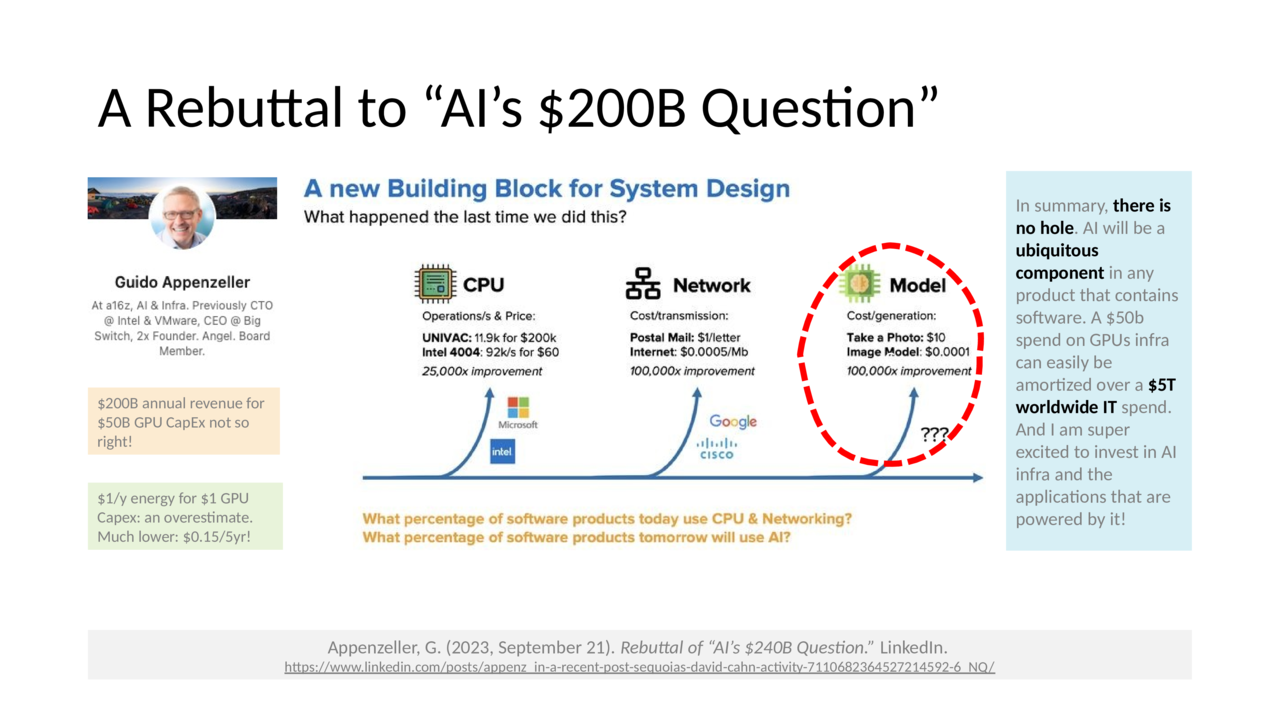 A Rebuttal to “AI’s $200B Question”
Guido Appenzeller
At a16z, AI & Infra. Previously CTO
@ Intel & VMware, CEO @ Big
Switch, 2x Founder. Angel. Board
Member.
$200B annual revenue for
$50B GPU CapEx not so
right!
$1/y energy for $1 GPU
Capex: an overestimate.
Much lower: $0.15/5yr!
A new Building Block for System Design
What happened the last time we did this?
CPU
Operations/s & Price:
UNIVAC: 11.9k for $200k
Intel 4004: 92k/s for $60
25,000x improvement
Microsoft
intel
Network
Cost/transmission:
Postal Mail: $1/letter
Internet: $0.0005/Mb
100,000x improvement
Google
CISCO
Model
Cost/generation:
Take a Photo: $10
Image Model: $0.0001
100,000x improvement
???
What percentage of software products today use CPU & Networking?
What percentage of software products tomorrow will use AI?
In summary, there is
no hole. AI will be a
ubiquitous
component in any
product that contains
software. A $50b
spend on GPUs infra
can easily be
amortized over a $5T
worldwide IT spend.
And I am super
excited to invest in AI
infra and the
applications that are
powered by it!
Appenzeller, G. (2023, September 21). Rebuttal of “AI’s $240B Question.” LinkedIn.
https://www.linkedin.com/posts/appenz_in-a-recent-post-sequoias-david-cahn-activity-7110682364527214592-6_NQ/